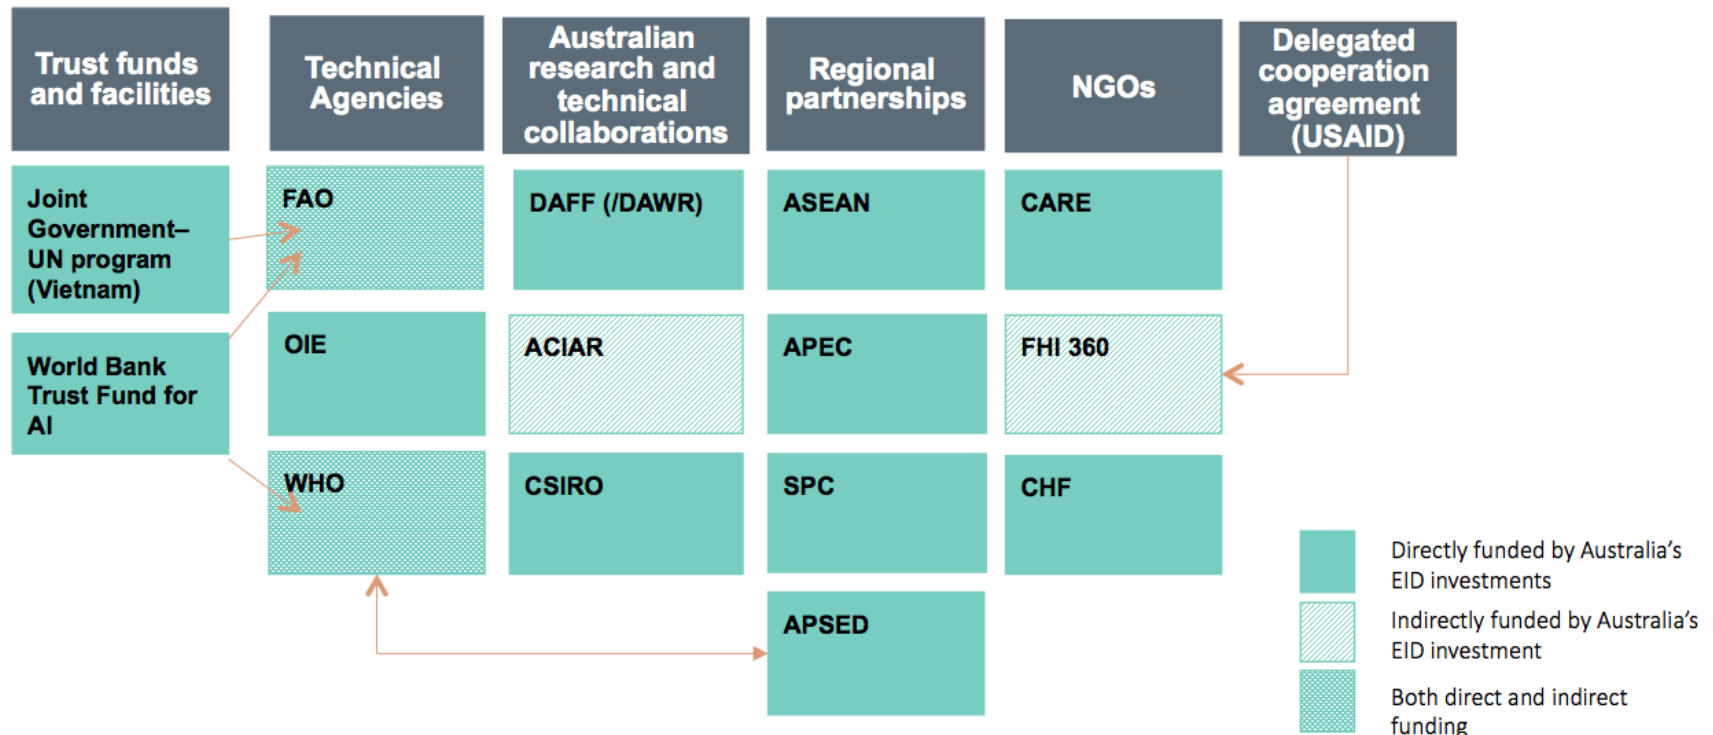 Trust funds
and facilities
Technical
Agencies
Australian
research and
technical
collaborations
Regional
partnerships
NGOs
Delegated
cooperation
agreement
(USAID)
Joint
Government–
UN program
(Vietnam)
World Bank
Trust Fund for
AI
FAO
OIE
WHO
DAFF (/DAWR)
ACIAR
CSIRO
ASEAN
APEC
SPC
APSED
CARE
FHI 360
CHF
Directly funded by Australia’s
EID investments
Indirectly funded by Australia’s
EID investment
Both direct and indirect
funding